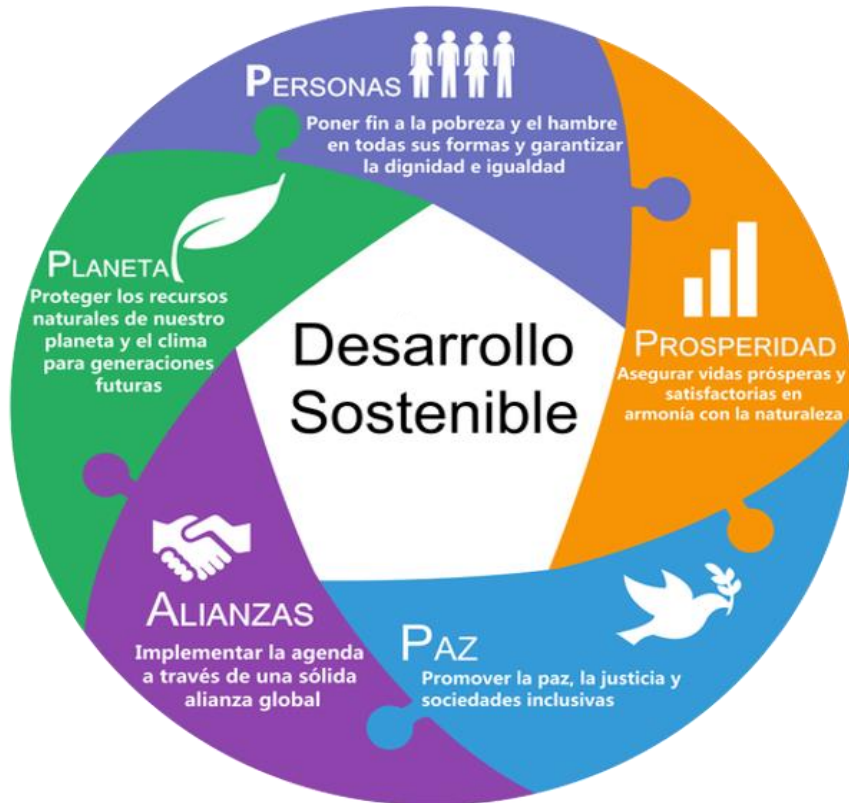 PERSONAS
Poner fin a la pobreza y el hambre
en todas sus formas y garantizar
la dignidad e igualdad
PROSPERIDAD
Asegurar vidas prósperas y
satisfactorias en
armonía con la naturaleza
PAZ
Promover la paz, la justicia y
sociedades inclusivas
ALIANZAS
Implementar la agenda
a través de una sólida
alianza global
PLANETA
Proteger los recursos
naturales de nuestro
planeta y el clima
para generaciones
futuras
Desarrollo
Sostenible